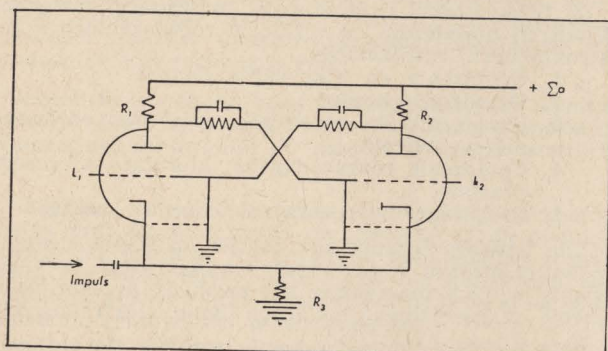 + Σo
R₁
R₂
L₁
L₂
Impuls
R₃